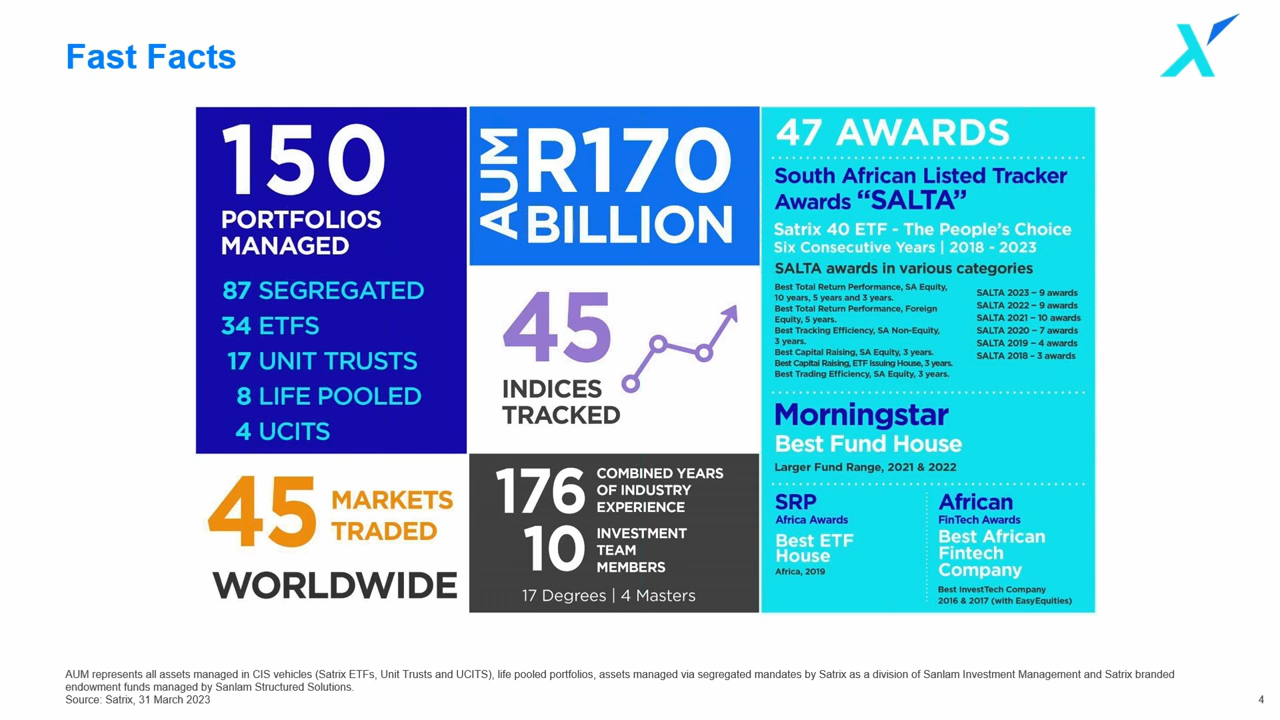 Fast Facts
150
PORTFOLIOS
MANAGED
87 SEGREGATED
34 ETFS
17 UNIT TRUSTS
8 LIFE POOLED
4 UCITS
45 MARKETS
TRADED
WORLDWIDE
AUM R170
BILLION
45
INDICES
TRACKED
176 COMBINED YEARS
OF INDUSTRY
EXPERIENCE
10 INVESTMENT
TEAM
MEMBERS
17 Degrees | 4 Masters
47 AWARDS
South African Listed Tracker
Awards “SALTA”
Satrix 40 ETF - The People’s Choice
Six Consecutive Years | 2018 - 2023
SALTA awards in various categories
Best Total Return Performance, SA Equity,
10 years, 5 years and 3 years.
Best Total Return Performance, Foreign
Equity, 5 years.
Best Tracking Efficiency, SA Non-Equity,
3 years.
Best Capital Raising, SA Equity, 3 years.
Best Capital Raising, ETF Issuing House, 3 years.
Best Trading Efficiency, SA Equity, 3 years.
SALTA 2023 – 9 awards
SALTA 2022 – 9 awards
SALTA 2021 – 10 awards
SALTA 2020 – 7 awards
SALTA 2019 – 4 awards
SALTA 2018 – 3 awards
Morningstar
Best Fund House
Larger Fund Range, 2021 & 2022
SRP
Africa Awards
Best ETF
House
Africa, 2019
African
FinTech Awards
Best African
Fintech
Company
Best InvestTech Company
2016 & 2017 (with EasyEquities)
AUM represents all assets managed in CIS vehicles (Satrix ETFs, Unit Trusts and UCITS), life pooled portfolios, assets managed via segregated mandates by Satrix as a division of Sanlam Investment Management and Satrix branded
endowment funds managed by Sanlam Structured Solutions.
Source: Satrix, 31 March 2023
4